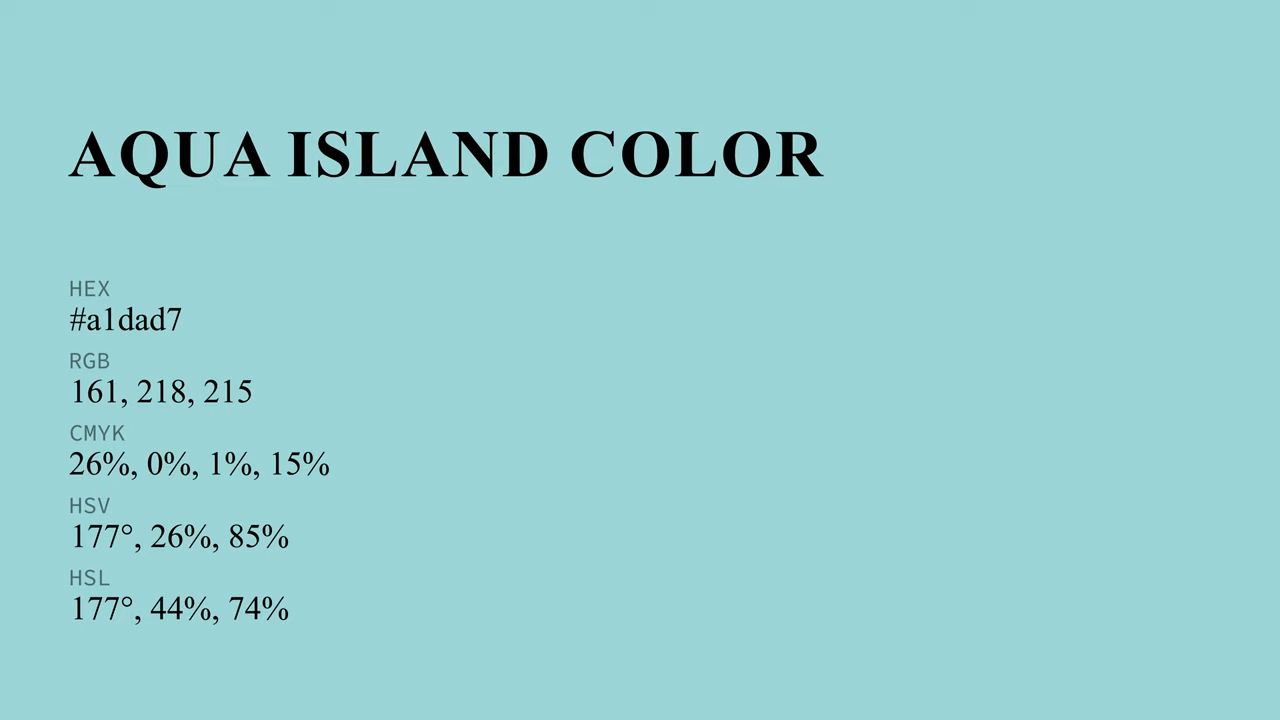 AQUA ISLAND COLOR
HEX
#a1dad7
RGB
161, 218, 215
CMYK
26%, 0%, 1%, 15%
HSV
177°, 26%, 85%
HSL
177°, 44%, 74%